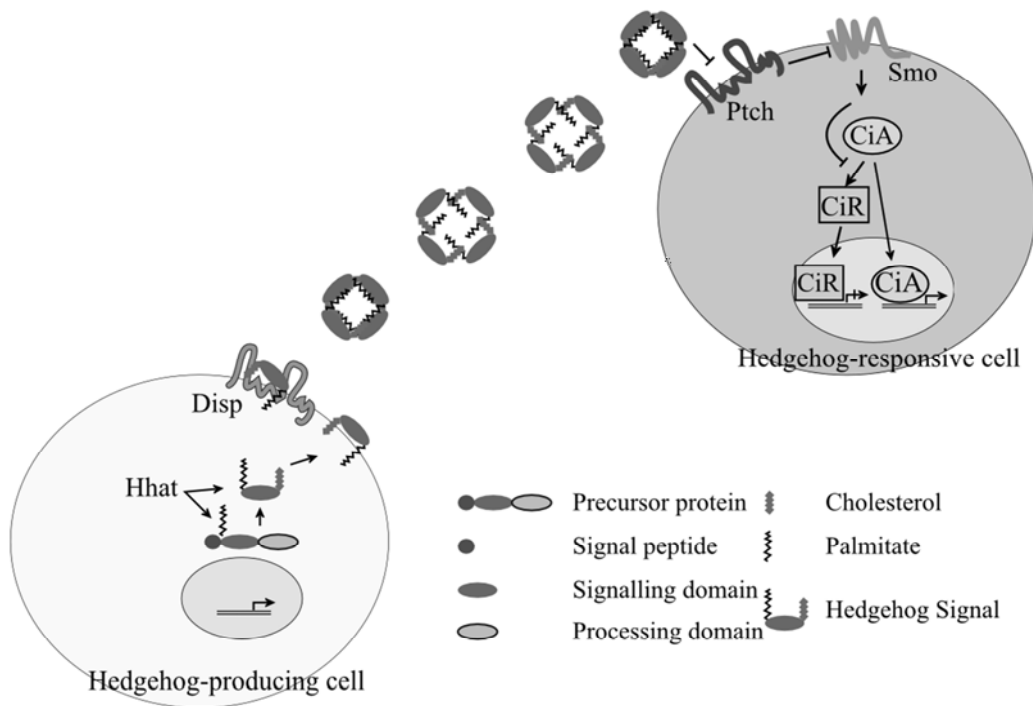 Smo
Ptch
CiA
CiR
CiR CiA
Hedgehog-responsive cell
Disp
Hhat
Hedgehog-producing cell
Precursor protein
Signal peptide
Signalling domain
Processing domain
Cholesterol
Palmitate
Hedgehog Signal